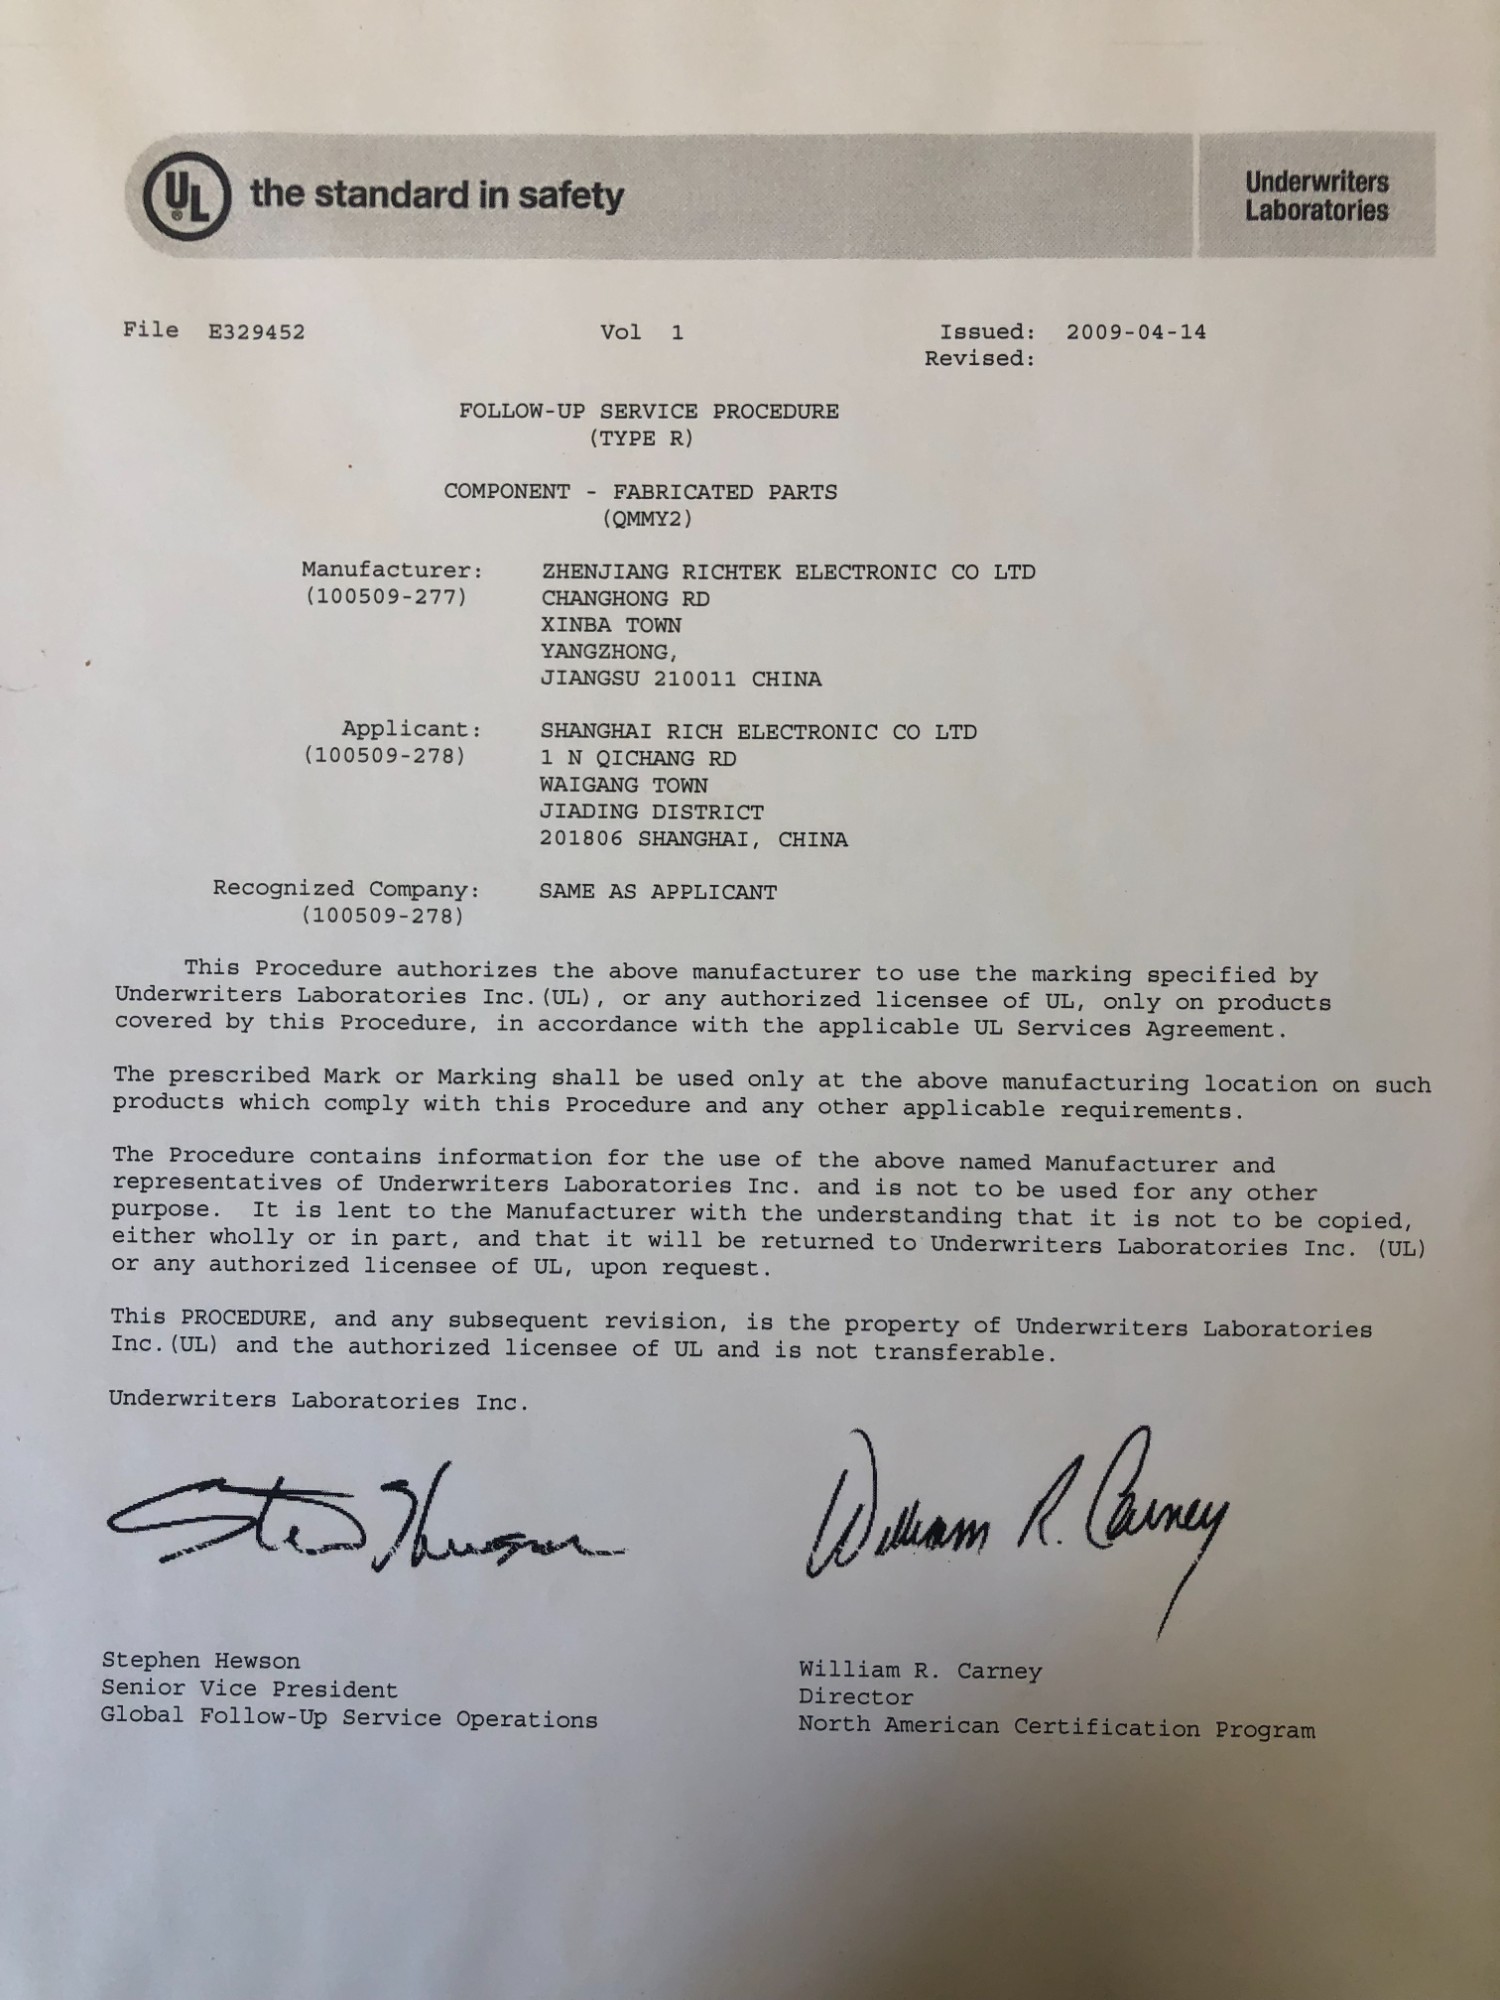 UL ® the standard in safety
Underwriters
Laboratories
File E329452 Vol 1 Issued: 2009-04-14
Revised:
FOLLOW-UP SERVICE PROCEDURE
(TYPE R)
COMPONENT - FABRICATED PARTS
(QMMY2)
Manufacturer: ZHENJIANG RICHTEK ELECTRONIC CO LTD
(100509-277) CHANGHONG RD
XINBA TOWN
YANGZHONG,
JIANGSU 210011 CHINA
Applicant: SHANGHAI RICH ELECTRONIC CO LTD
(100509-278) 1 N QICHANG RD
WAIGANG TOWN
JIADING DISTRICT
201806 SHANGHAI, CHINA
Recognized Company: SAME AS APPLICANT
(100509-278)
This Procedure authorizes the above manufacturer to use the marking specified by
Underwriters Laboratories Inc.(UL), or any authorized licensee of UL, only on products
covered by this Procedure, in accordance with the applicable UL Services Agreement.
The prescribed Mark or Marking shall be used only at the above manufacturing location on such
products which comply with this Procedure and any other applicable requirements.
The Procedure contains information for the use of the above named Manufacturer and
representatives of Underwriters Laboratories Inc. and is not to be used for any other
purpose. It is lent to the Manufacturer with the understanding that it is not to be copied,
either wholly or in part, and that it will be returned to Underwriters Laboratories Inc. (UL)
or any authorized licensee of UL, upon request.
This PROCEDURE, and any subsequent revision, is the property of Underwriters Laboratories
Inc.(UL) and the authorized licensee of UL and is not transferable.
Underwriters Laboratories Inc.
William R. Carney
Stephen Hewson
Senior Vice President
Global Follow-Up Service Operations
William R. Carney
Director
North American Certification Program